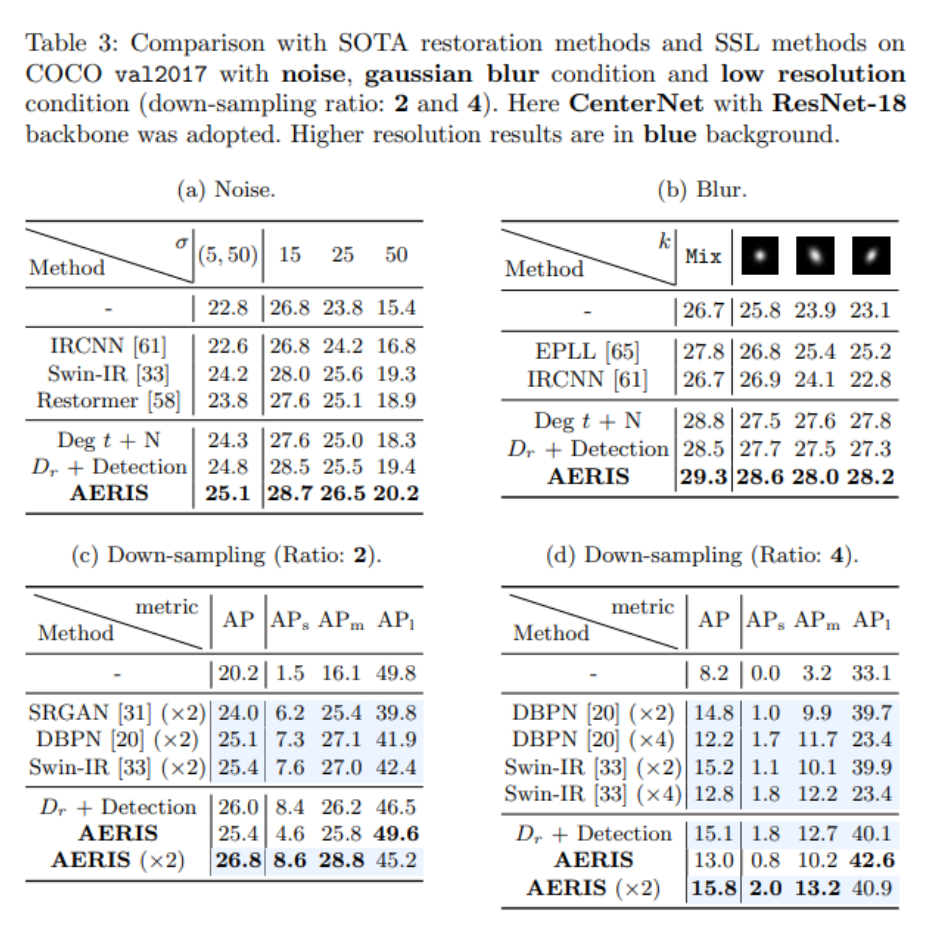 Table 3: Comparison with SOTA restoration methods and SSL methods on
COCO val2017 with noise, gaussian blur condition and low resolution
condition (down-sampling ratio: 2 and 4). Here CenterNet with ResNet-18
backbone was adopted. Higher resolution results are in blue background.
(a) Noise.
Method σ (5, 50) 15 25 50
- 22.8 26.8 23.8 15.4
IRCNN [61] 22.6 26.8 24.2 16.8
Swin-IR [33] 24.2 28.0 25.6 19.3
Restormer [58] 23.8 27.6 25.1 18.9
Deg t + N 24.3 27.6 25.0 18.3
Dr + Detection 24.8 28.5 25.5 19.4
AERIS 25.1 28.7 26.5 20.2
(b) Blur.
Method k Mix
- 26.7 25.8 23.9 23.1
EPLL [65] 27.8 26.8 25.4 25.2
IRCNN [61] 26.7 26.9 24.1 22.8
Deg t + N 28.8 27.5 27.6 27.8
Dr + Detection 28.5 27.7 27.5 27.3
AERIS 29.3 28.6 28.0 28.2
(c) Down-sampling (Ratio: 2).
Method metric AP APs APm APl
- 20.2 1.5 16.1 49.8
SRGAN [31] (×2) 24.0 6.2 25.4 39.8
DBPN [20] (×2) 25.1 7.3 27.1 41.9
Swin-IR [33] (×2) 25.4 7.6 27.0 42.4
Dr + Detection 26.0 8.4 26.2 46.5
AERIS 25.4 4.6 25.8 49.6
AERIS (×2) 26.8 8.6 28.8 45.2
(d) Down-sampling (Ratio: 4).
Method metric AP APs APm APl
- 8.2 0.0 3.2 33.1
DBPN [20] (×2) 14.8 1.0 9.9 39.7
DBPN [20] (×4) 12.2 1.7 11.7 23.4
Swin-IR [33] (×2) 15.2 1.1 10.1 39.9
Swin-IR [33] (×4) 12.8 1.8 12.2 23.4
Dr + Detection 15.1 1.8 12.7 40.1
AERIS 13.0 0.8 10.2 42.6
AERIS (×2) 15.8 2.0 13.2 40.9